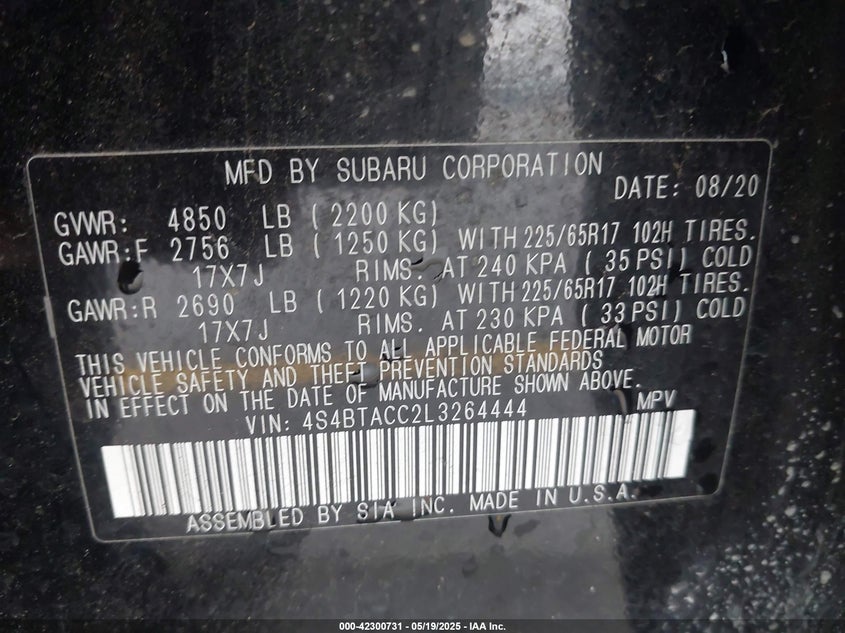 MFD BY SUBARU CORPORATION
DATE: 08/20
GVWR: 4850 LB ( 2200 KG)
GAWR:F 2756 LB ( 1250 KG) WITH 225/65R17 102H TIRES.
17X7J RIMS. AT 240 KPA ( 35 PSI) COLD
GAWR:R 2690 LB ( 1220 KG) WITH 225/65R17 102H TIRES.
17X7J RIMS. AT 230 KPA ( 33 PSI) COLD
THIS VEHICLE CONFORMS TO ALL APPLICABLE FEDERAL MOTOR
VEHICLE SAFETY AND THEFT PREVENTION STANDARDS
IN EFFECT ON THE DATE OF MANUFACTURE SHOWN ABOVE.
VIN: 4S4BTACC2L3264444 MPV
ASSEMBLED BY SIA INC. MADE IN U.S.A.
000-42300731 - 05/19/2025 - IAA Inc.